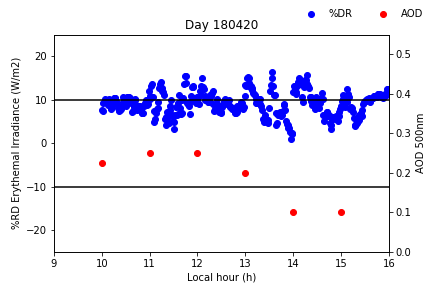 %DR AOD
Day 180420
%RD Erythemal Irradiance (W/m2)
20
10
0
−10
−20
0.5
0.4
0.3
0.2
0.1
0.0
AOD 500nm
9 10 11 12 13 14 15 16
Local hour (h)